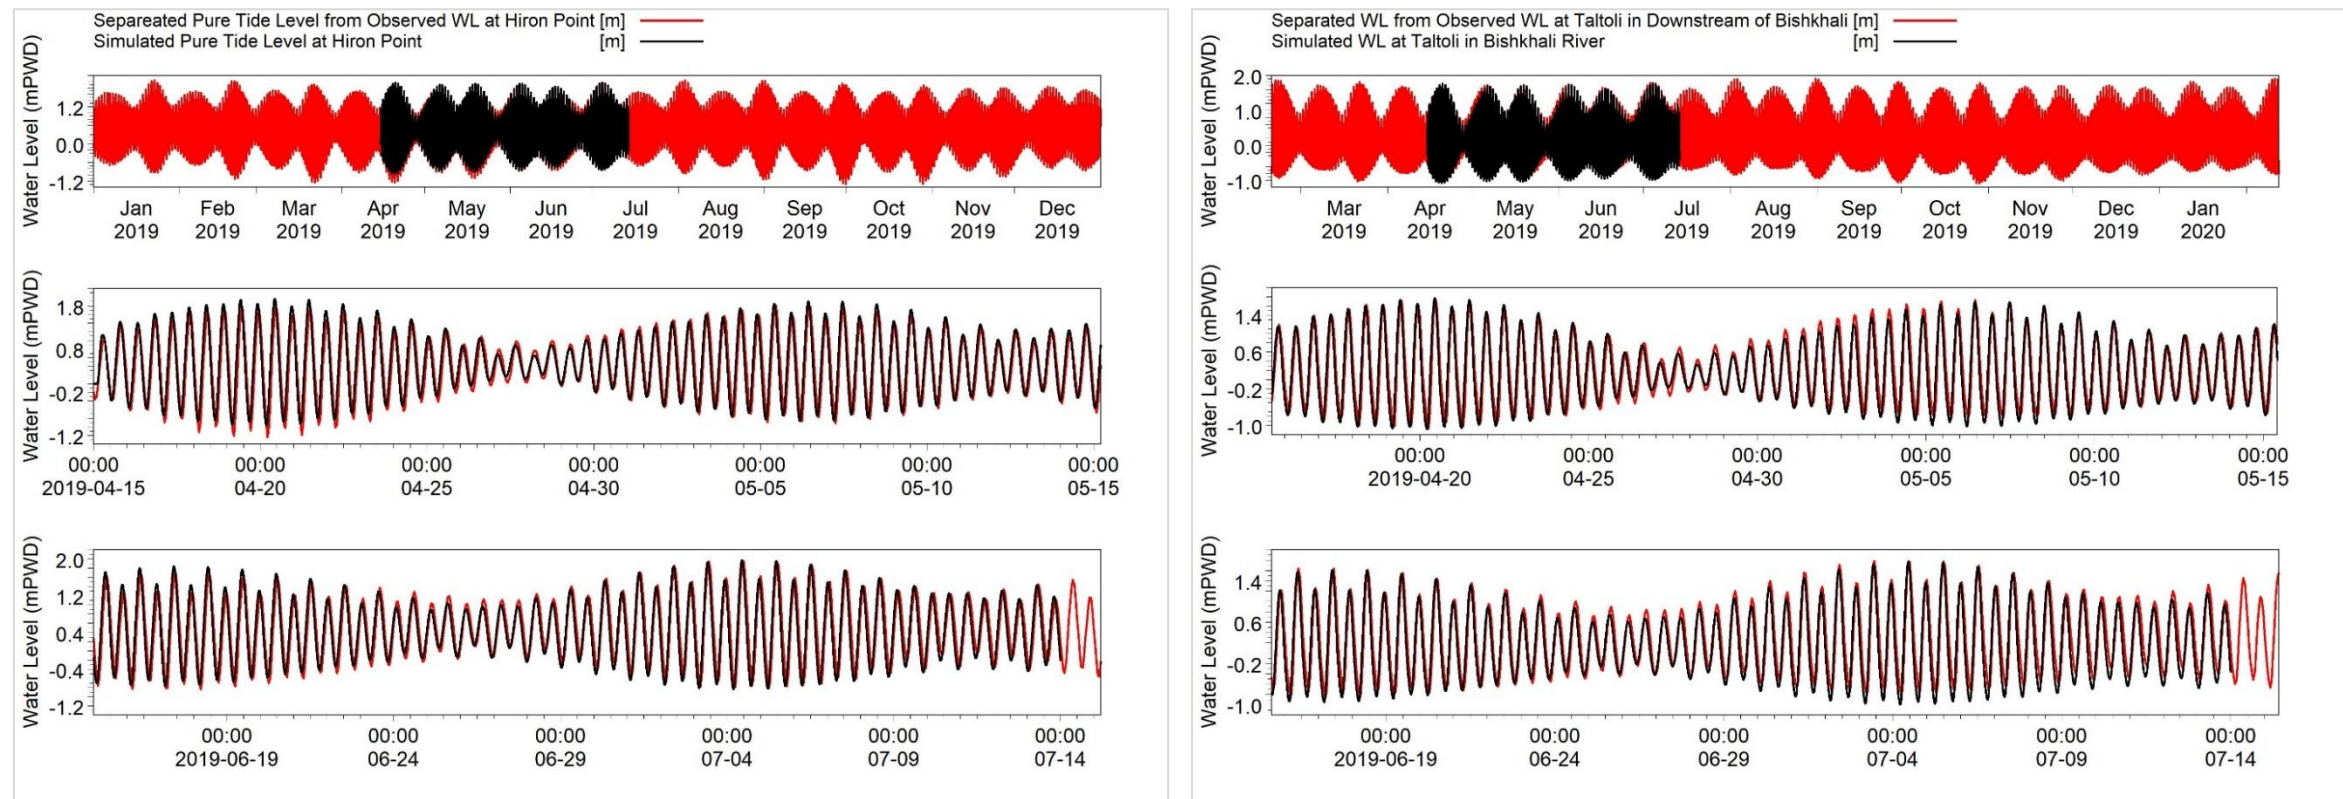 Separeated Pure Tide Level from Observed WL at Hiron Point [m]
Simulated Pure Tide Level at Hiron Point [m]
Water Level (mPWD)
1.2
0.0
-1.2
Jan Feb Mar Apr May Jun Jul Aug Sep Oct Nov Dec
2019 2019 2019 2019 2019 2019 2019 2019 2019 2019 2019 2019
Water Level (mPWD)
1.8
0.8
-0.2
-1.2
00:00 00:00 00:00 00:00 00:00 00:00 00:00
2019-04-15 04-20 04-25 04-30 05-05 05-10 05-15
Water Level (mPWD)
2.0
1.2
0.4
-0.4
-1.2
00:00 00:00 00:00 00:00 00:00 00:00
2019-06-19 06-24 06-29 07-04 07-09 07-14
Separated WL from Observed WL at Taltoli in Downstream of Bishkhali [m]
Simulated WL at Taltoli in Bishkhali River [m]
Water Level (mPWD)
2.0
1.0
0.0
-1.0
Mar Apr May Jun Jul Aug Sep Oct Nov Dec Jan
2019 2019 2019 2019 2019 2019 2019 2019 2019 2019 2020
Water Level (mPWD)
1.4
0.6
-0.2
-1.0
00:00 00:00 00:00 00:00 00:00 00:00
2019-04-20 04-25 04-30 05-05 05-10 05-15
Water Level (mPWD)
1.4
0.6
-0.2
-1.0
00:00 00:00 00:00 00:00 00:00 00:00
2019-06-19 06-24 06-29 07-04 07-09 07-14